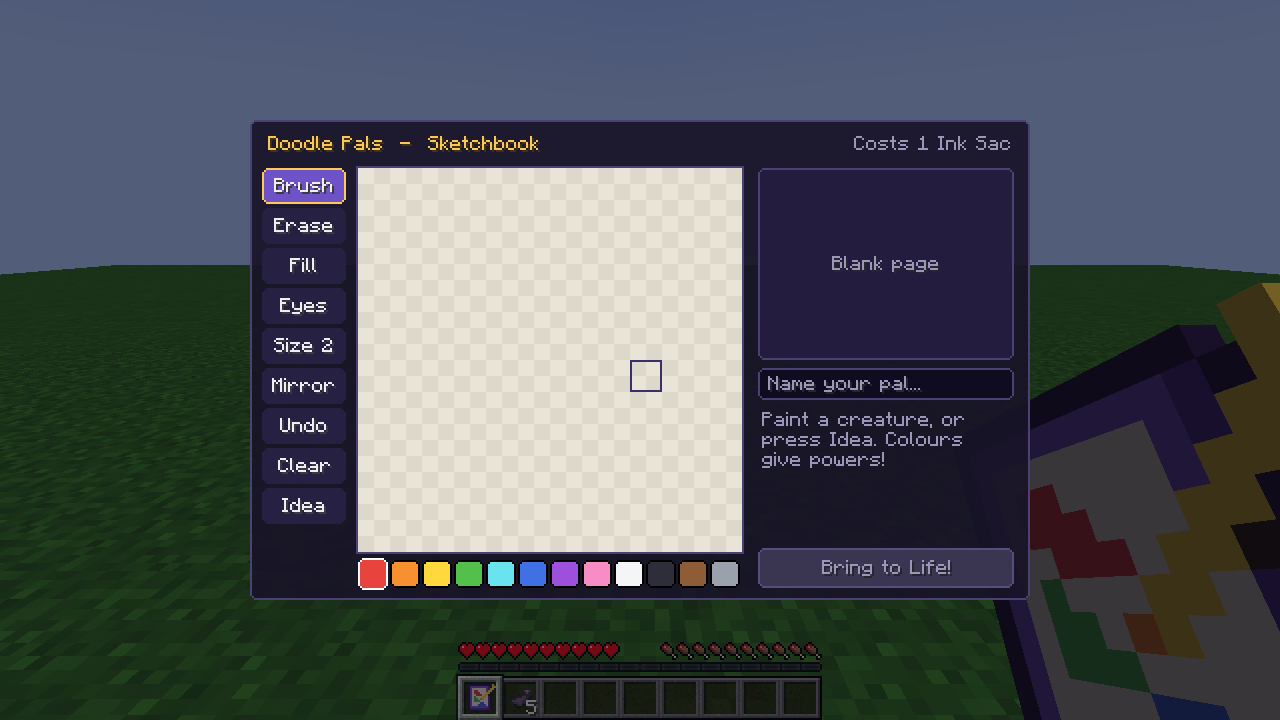 Doodle Pals - Sketchbook
Costs 1 Ink Sac
Brush
Erase
Fill
Eyes
Size 2
Mirror
Undo
Clear
Idea
Blank page
Name your pal...
Paint a creature, or
press Idea. Colours
give powers!
Bring to Life!
5